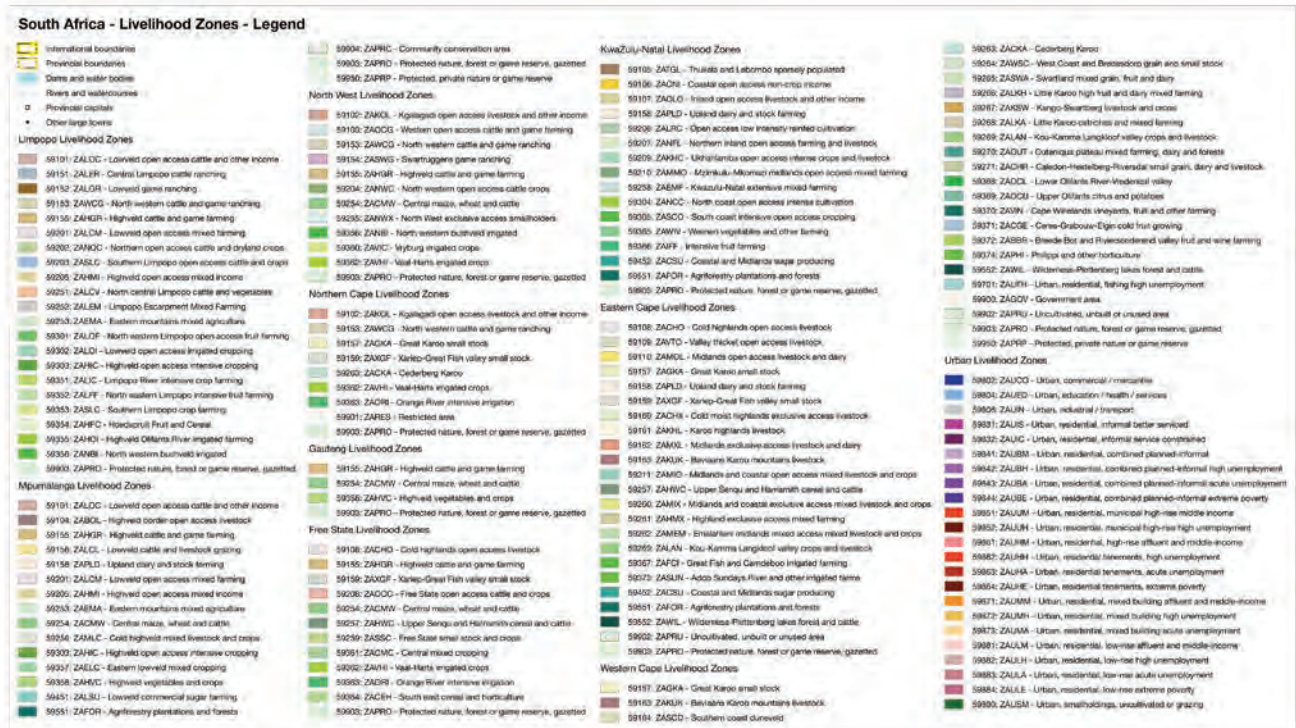 South Africa - Livelihood Zones - Legend
International boundaries
Provincial boundaries
Dams and water bodies
Rivers and watercourses
Provincial capitals
Other large towns
Limpopo Livelihood Zones
59101: ZALOC - Lowveld open access cattle and other income
59151: ZALER - Central Limpopo cattle ranching
59152: ZALGR - Lowveld game ranching
59153: ZAWCG - North western cattle and game ranching
59155: ZAHGR - Highveld cattle and game farming
59201: ZALCM - Lowveld open access mixed farming
59202: ZANOC - Northern open access cattle and dryland crops
59203: ZASLC - Southern Limpopo open access cattle and crops
59205: ZAHMI - Highveld open access mixed income
59251: ZALCV - North central Limpopo cattle and vegetables
59252: ZALEM - Limpopo Escarpment Mixed Farming
59253: ZAEMA - Eastern mountains mixed agriculture
59301: ZALOF - North western Limpopo open access fruit farming
59302: ZALOI - Lowveld open access irrigated cropping
59303: ZAHIC - Highveld open access intensive cropping
59351: ZALIC - Limpopo River intensive crop farming
59352: ZALFF - North eastern Limpopo intensive fruit farming
59353: ZASLC - Southern Limpopo crop farming
59354: ZAHFC - Hoedspruit Fruit and Cereal
59355: ZAHOI - Highveld Olifants River irrigated farming
59356: ZANBI - North western bushveld irrigated
59903: ZAPRO - Protected nature, forest or game reserve, gazetted
Mpumalanga Livelihood Zones
59101: ZALOC - Lowveld open access cattle and other income
59104: ZABOL - Highveld border open access livestock
59155: ZAHGR - Highveld cattle and game farming
59156: ZALCL - Lowveld cattle and livestock grazing
59158: ZAPLD - Upland dairy and stock farming
59201: ZALCM - Lowveld open access mixed farming
59205: ZAHMI - Highveld open access mixed income
59253: ZAEMA - Eastern mountains mixed agriculture
59254: ZACMW - Central maize, wheat and cattle
59256: ZAMLC - Cold highveld mixed livestock and crops
59303: ZAHIC - Highveld open access intensive cropping
59357: ZAELC - Eastern lowveld mixed cropping
59358: ZAHVC - Highveld vegetables and crops
59451: ZALSU - Lowveld commercial sugar farming
59551: ZAFOR - Agriforestry plantations and forests
59904: ZAPRC - Community conservation area
59903: ZAPRO - Protected nature, forest or game reserve, gazetted
59950: ZAPRP - Protected, private nature or game reserve
North West Livelihood Zones
59102: ZAKOL - Kgalagadi open access livestock and other income
59103: ZAOCG - Western open access cattle and game farming
59153: ZAWCG - North western cattle and game ranching
59154: ZASWG - Swartruggens game ranching
59155: ZAHGR - Highveld cattle and game farming
59204: ZANWC - North western open access cattle crops
59254: ZACMW - Central maize, wheat and cattle
59255: ZANWX - North West exclusive access smallholders
59356: ZANBI - North western bushveld irrigated
59360: ZAVIC - Vryburg irrigated crops
59362: ZAVHI - Vaal-Harts irrigated crops
59903: ZAPRO - Protected nature, forest or game reserve, gazetted
Northern Cape Livelihood Zones
59102: ZAKOL - Kgalagadi open access livestock and other income
59153: ZAWCG - North western cattle and game ranching
59157: ZAGKA - Great Karoo small stock
59159: ZAXGF - Xariep-Great Fish valley small stock
59263: ZACKA - Cederberg Karoo
59362: ZAVHI - Vaal-Harts irrigated crops
59363: ZAORI - Orange River intensive irrigation
59901: ZARES - Restricted area
59903: ZAPRO - Protected nature, forest or game reserve, gazetted
Gauteng Livelihood Zones
59155: ZAHGR - Highveld cattle and game farming
59254: ZACMW - Central maize, wheat and cattle
59358: ZAHVC - Highveld vegetables and crops
59903: ZAPRO - Protected nature, forest or game reserve, gazetted
Free State Livelihood Zones
59108: ZACHO - Cold highlands open access livestock
59155: ZAHGR - Highveld cattle and game farming
59159: ZAXGF - Xariep-Great Fish valley small stock
59206: ZAOCC - Free State open access cattle and crops
59254: ZACMW - Central maize, wheat and cattle
59257: ZAHWC - Upper Senqu and Harrismith cereal and cattle
59259: ZASSC - Free State small stock and crops
59361: ZACMC - Central mixed cropping
59362: ZAVHI - Vaal-Harts irrigated crops
59363: ZAORI - Orange River intensive irrigation
59364: ZACEH - South east cereal and horticulture
59903: ZAPRO - Protected nature, forest or game reserve, gazetted
KwaZulu-Natal Livelihood Zones
59105: ZATGL - Thukela and Lebombo sparsely populated
59106: ZACNI - Coastal open access non-crop income
59107: ZAOLO - Inland open access livestock and other income
59158: ZAPLD - Upland dairy and stock farming
59206: ZALRC - Open access low intensity rainfed cultivation
59207: ZANFL - Northern inland open access farming and livestock
59209: ZAKHC - Ukhahlamba open access intense crops and livestock
59210: ZAMMO - Mzimkulu-Mkomazi midlands open access mixed farming
59258: ZAEMF - Kwazulu-Natal extensive mixed farming
59304: ZANCC - North coast open access intense cultivation
59305: ZASCO - South coast intensive open access cropping
59365: ZAWNI - Weenen vegetables and other farming
59366: ZAIFF - Intensive fruit farming
59452: ZACSU - Coastal and Midlands sugar producing
59551: ZAFOR - Agriforestry plantations and forests
59903: ZAPRO - Protected nature, forest or game reserve, gazetted
Eastern Cape Livelihood Zones
59108: ZACHO - Cold highlands open access livestock
59109: ZAVTO - Valley thicket open access livestock
59110: ZAMDL - Midlands open access livestock and dairy
59157: ZAGKA - Great Karoo small stock
59158: ZAPLD - Upland dairy and stock farming
59159: ZAXGF - Xariep-Great Fish valley small stock
59160: ZACHX - Cold moist highlands exclusive access livestock
59161: ZAKHL - Karoo highlands livestock
59162: ZAMXL - Midlands exclusive access livestock and dairy
59163: ZAKUK - Baviaans Karoo mountains livestock
59211: ZAMIO - Midlands and coastal open access mixed livestock and crops
59257: ZAHWC - Upper Senqu and Harrismith cereal and cattle
59260: ZAMIX - Midlands and coastal exclusive access mixed livestock and crops
59261: ZAHMX - Highland exclusive access mixed farming
59262: ZAMEM - Emalahleni midlands mixed access mixed livestock and crops
59269: ZALAN - Kou-Kamma Langkloof valley crops and livestock
59367: ZAFCI - Great Fish and Camdeboo irrigated farming
59373: ZASUN - Addo Sundays River and other irrigated farms
59452: ZACSU - Coastal and Midlands sugar producing
59551: ZAFOR - Agriforestry plantations and forests
59552: ZAWIL - Wilderness-Plettenberg lakes forest and cattle
59902: ZAPRU - Uncultivated, unbuilt or unused area
59903: ZAPRO - Protected nature, forest or game reserve, gazetted
Western Cape Livelihood Zones
59157: ZAGKA - Great Karoo small stock
59163: ZAKUK - Baviaans Karoo mountains livestock
59164: ZASCD - Southern coast duneveld
59263: ZACKA - Cederberg Karoo
59264: ZAWSC - West Coast and Bredasdorp grain and small stock
59265: ZASWA - Swartland mixed grain, fruit and dairy
59266: ZALKH - Little Karoo high fruit and dairy mixed farming
59267: ZAKSW - Kango-Swartberg livestock and crops
59268: ZALKA - Little Karoo ostriches and mixed farming
59269: ZALAN - Kou-Kamma Langkloof valley crops and livestock
59270: ZAOUT - Outeniqua plateau mixed farming, dairy and forests
59271: ZACHR - Caledon-Heidelberg-Riversdal small grain, dairy and livestock
59368: ZAOCL - Lower Olifants River-Vredendal valley
59369: ZAOCU - Upper Olifants citrus and potatoes
59370: ZAVIN - Cape Winelands vineyards, fruit and other farming
59371: ZACGE - Ceres-Grabouw-Elgin cold fruit growing
59372: ZABBR - Breede-Bot and Riviersonderend valley fruit and wine farming
59374: ZAPHI - Philippi and other horticulture
59552: ZAWIL - Wilderness-Plettenberg lakes forest and cattle
59701: ZAUFH - Urban, residential, fishing high unemployment
59900: ZAGOV - Government area
59902: ZAPRU - Uncultivated, unbuilt or unused area
59903: ZAPRO - Protected nature, forest or game reserve, gazetted
59950: ZAPRP - Protected, private nature or game reserve
Urban Livelihood Zones
59802: ZAUCO - Urban, commercial / mercantile
59804: ZAUED - Urban, education / health / services
59806: ZAUIN - Urban, industrial / transport
59831: ZAUIS - Urban, residential, informal better serviced
59832: ZAUIC - Urban, residential, informal service constrained
59841: ZAUBM - Urban, residential, combined planned-informal
59842: ZAUBH - Urban, residential, combined planned-informal high unemployment
59843: ZAUBA - Urban, residential, combined planned-informal acute unemployment
59844: ZAUBE - Urban, residential, combined planned-informal extreme poverty
59851: ZAUUM - Urban, residential, municipal high-rise middle income
59852: ZAUUH - Urban, residential, municipal high-rise high unemployment
59861: ZAUHM - Urban, residential, high-rise affluent and middle-income
59862: ZAUHH - Urban, residential tenements, high unemployment
59863: ZAUHA - Urban, residential tenements, acute unemployment
59864: ZAUHE - Urban, residential tenements, extreme poverty
59871: ZAUMM - Urban, residential, mixed building affluent and middle-income
59872: ZAUMH - Urban, residential, mixed building high unemployment
59873: ZAUMA - Urban, residential, mixed building acute unemployment
59881: ZAULM - Urban, residential, low-rise affluent and middle-income
59882: ZAULH - Urban, residential, low-rise high unemployment
59883: ZAULA - Urban, residential, low-rise acute unemployment
59884: ZAULE - Urban, residential, low-rise extreme poverty
59890: ZAUSM - Urban, smallholdings, uncultivated or grazing